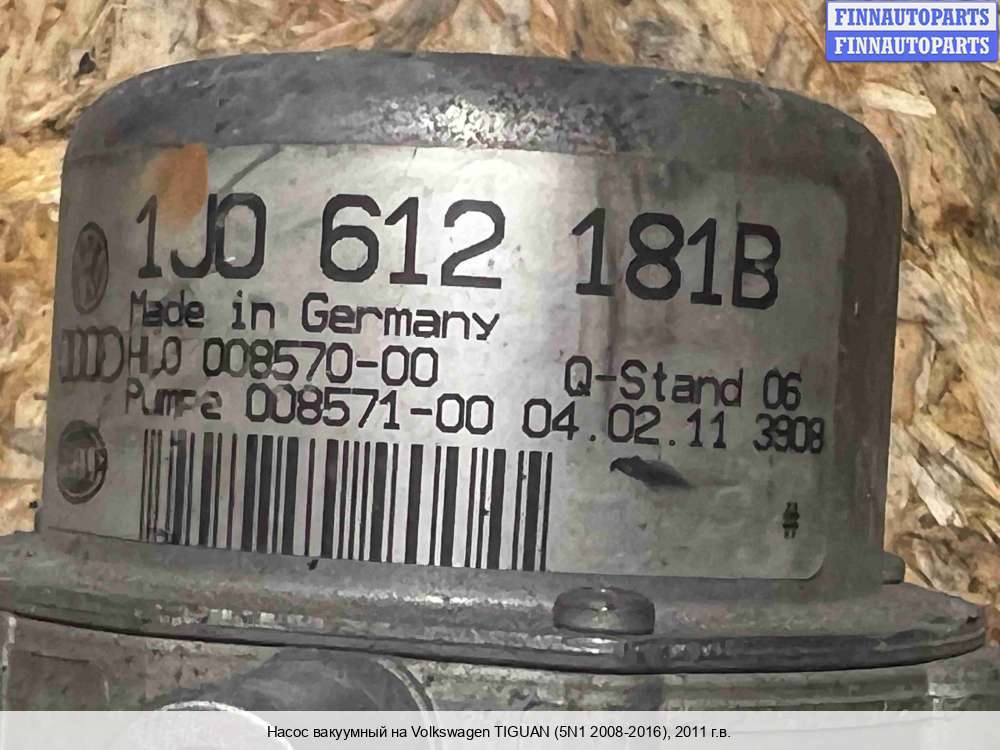 FINNAUTOPARTS
FINNAUTOPARTS
1J0 612 181B
Made in Germany
008570-00 Q-Stand 06
Pumpe 008571-00 04.02.11 3908
Насос вакуумный на Volkswagen TIGUAN (5N1 2008-2016), 2011 г.в.